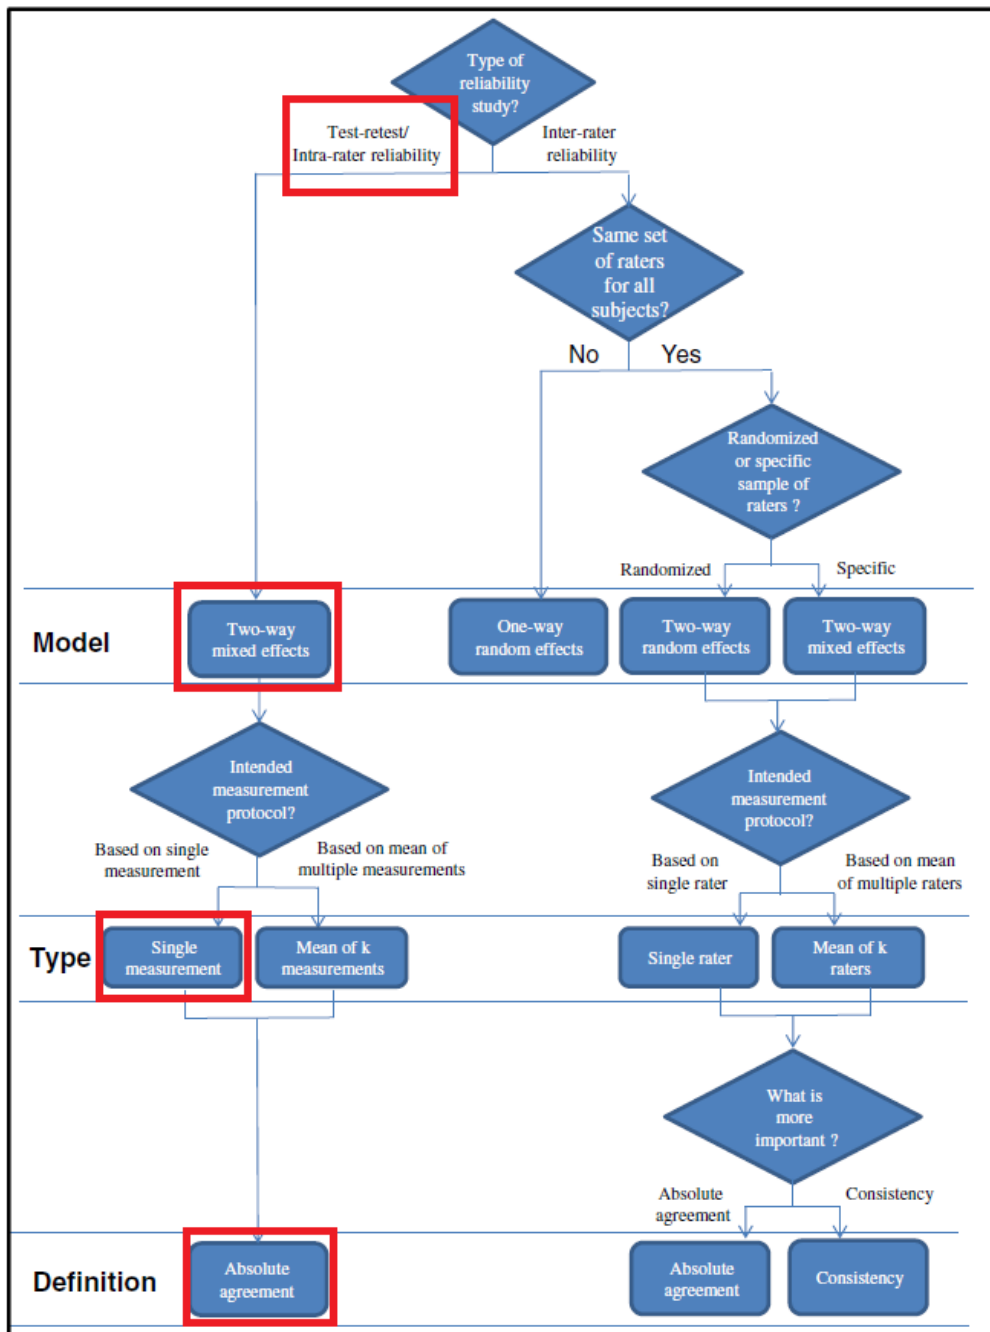 Type of
reliability
study?
Test-retest/
Intra-rater reliability
Inter-rater
reliability
Same set
of raters
for all
subjects?
No
Yes
Randomized
or specific
sample of
raters ?
Randomized
Specific
Model
Two-way
mixed effects
One-way
random effects
Two-way
random effects
Two-way
mixed effects
Intended
measurement
protocol?
Intended
measurement
protocol?
Based on single
measurement
Based on mean of
multiple measurements
Based on
single rater
Based on mean
of multiple raters
Type
Single
measurement
Mean of k
measurements
Single rater
Mean of k
raters
What is
more
important ?
Absolute
agreement
Consistency
Definition
Absolute
agreement
Absolute
agreement
Consistency